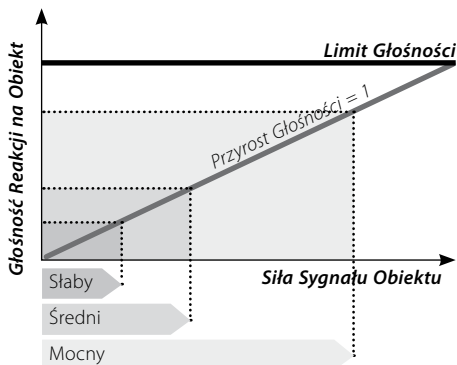 Limit Głośności
Głośność Reakcji na Obiekt
Przyrost Głośności = 1
Siła Sygnału Obiektu
Słaby
Średni
Mocny